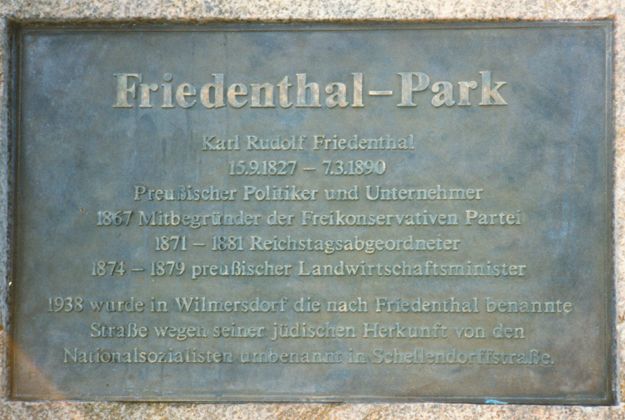 Friedenthal-Park
Karl Rudolf Friedenthal
15.9.1827 – 7.3.1890
Preußischer Politiker und Unternehmer
1867 Mitbegründer der Freikonservativen Partei
1871 – 1881 Reichstagsabgeordneter
1874 – 1879 preußischer Landwirtschaftsminister
1938 wurde in Wilmersdorf die nach Friedenthal benannte
Straße wegen seiner jüdischen Herkunft von den
Nationalsozialisten umbenannt in Schellendorffstraße.